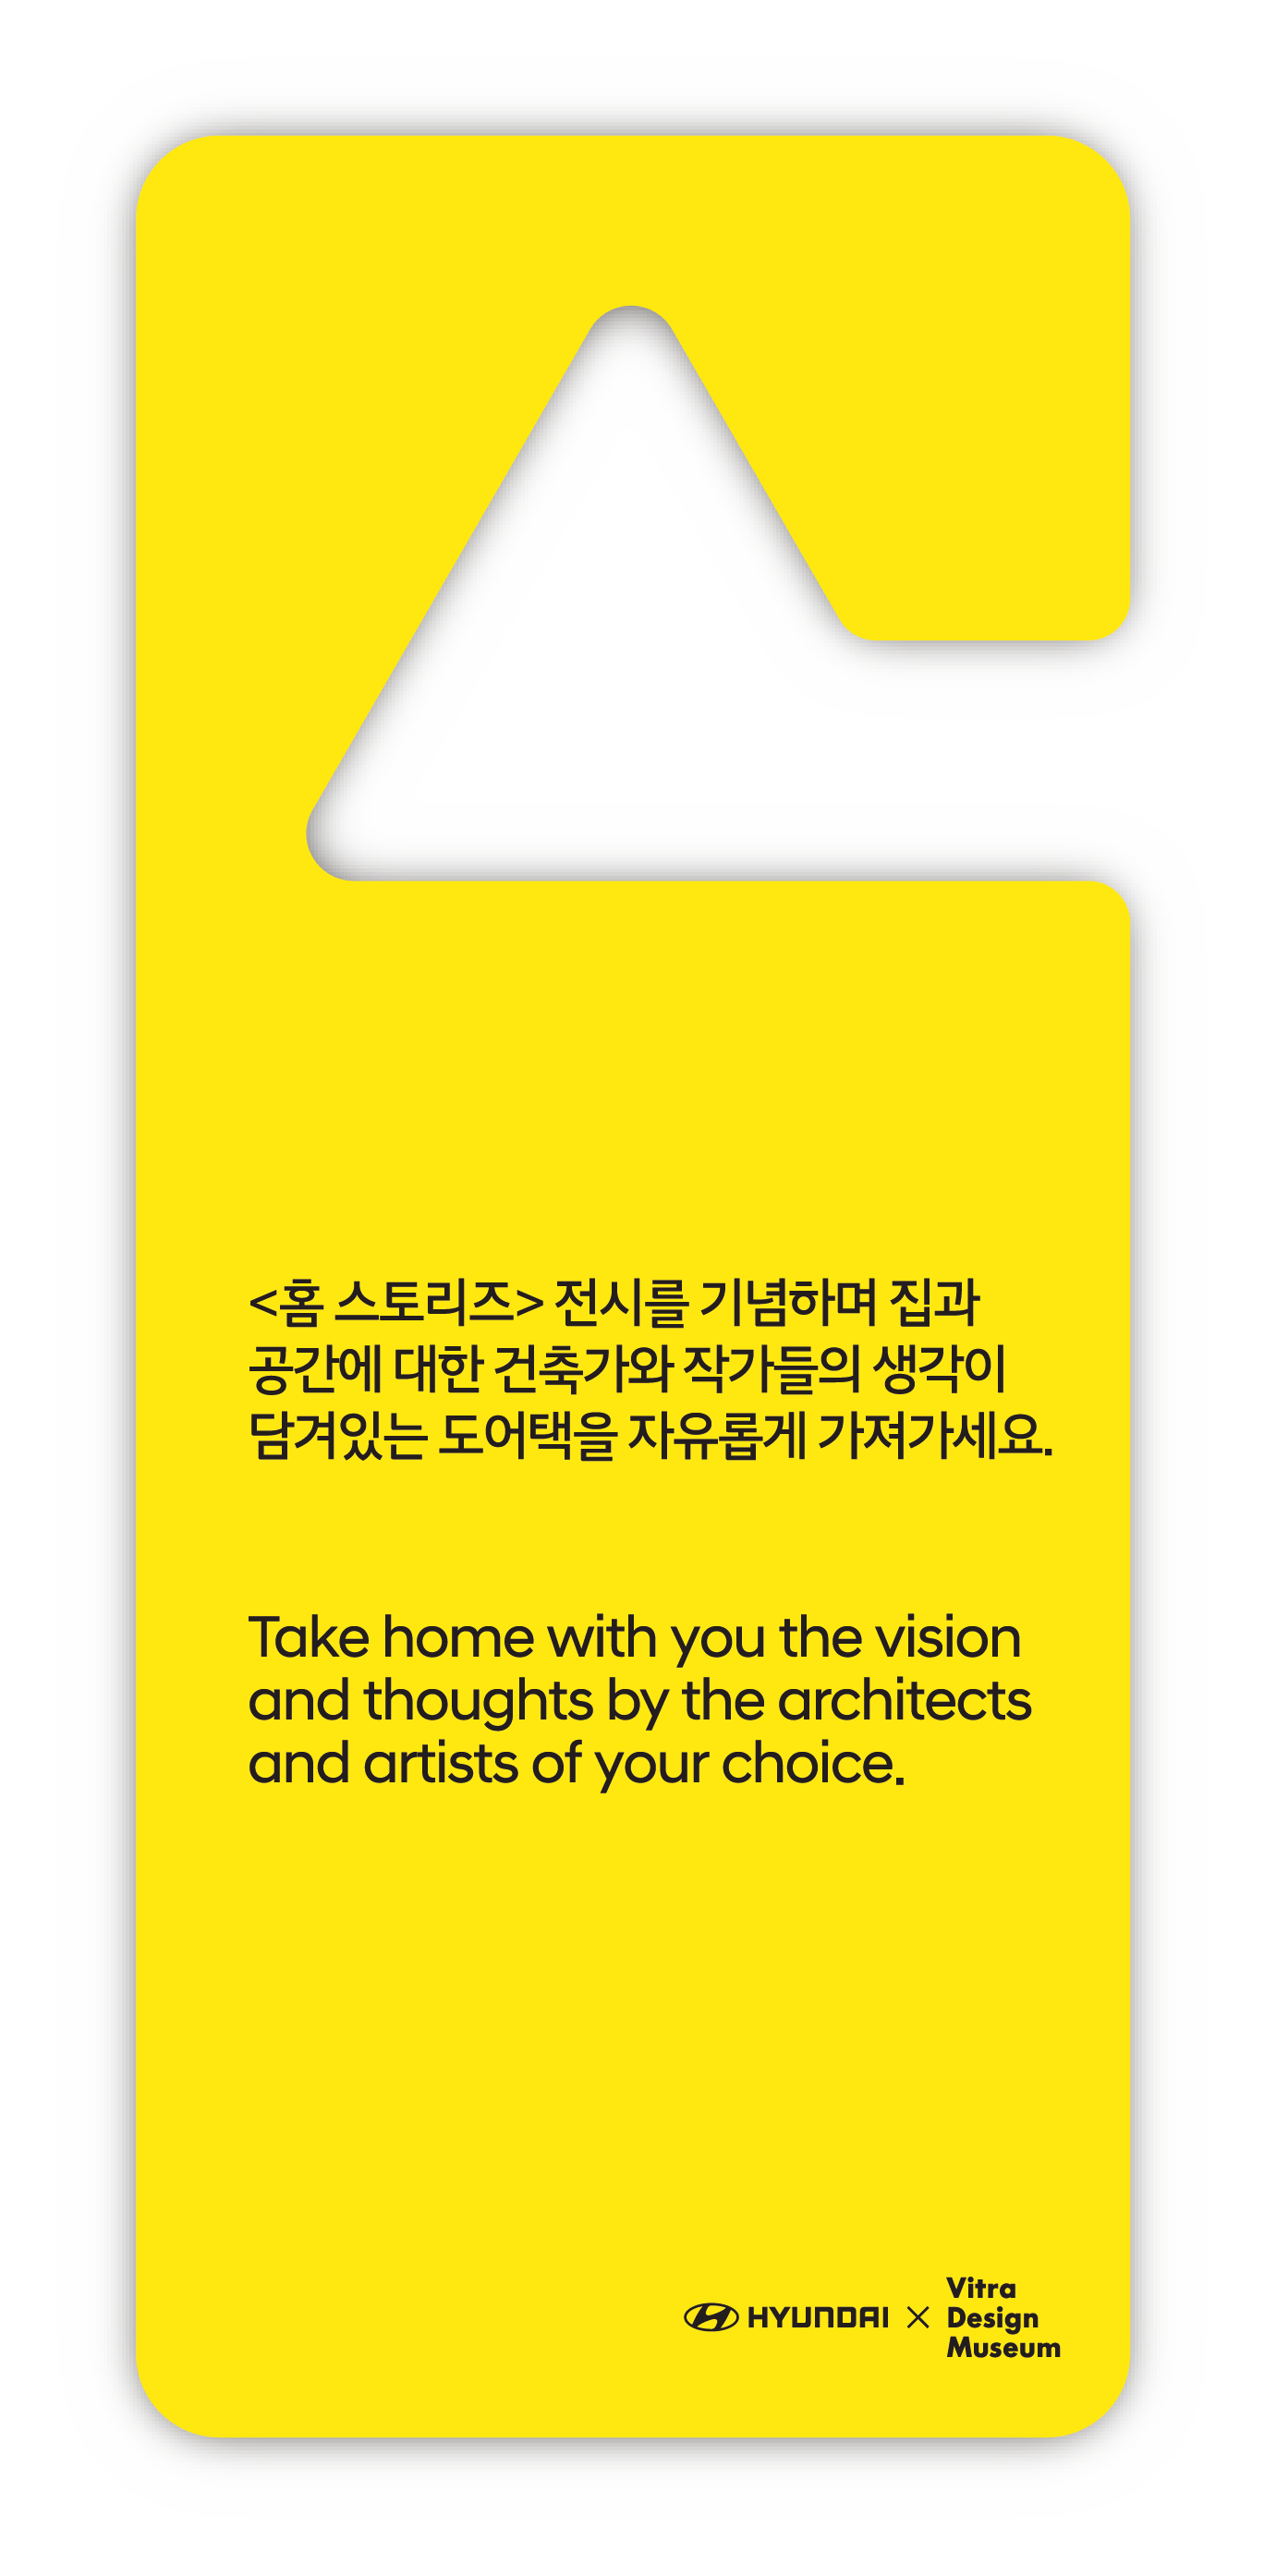 <홈 스토리즈> 전시를 기념하며 집과
공간에 대한 건축가와 작가들의 생각이
담겨있는 도어택을 자유롭게 가져가세요.
Take home with you the vision
and thoughts by the architects
and artists of your choice.
HYUNDAI × Vitra
Design
Museum